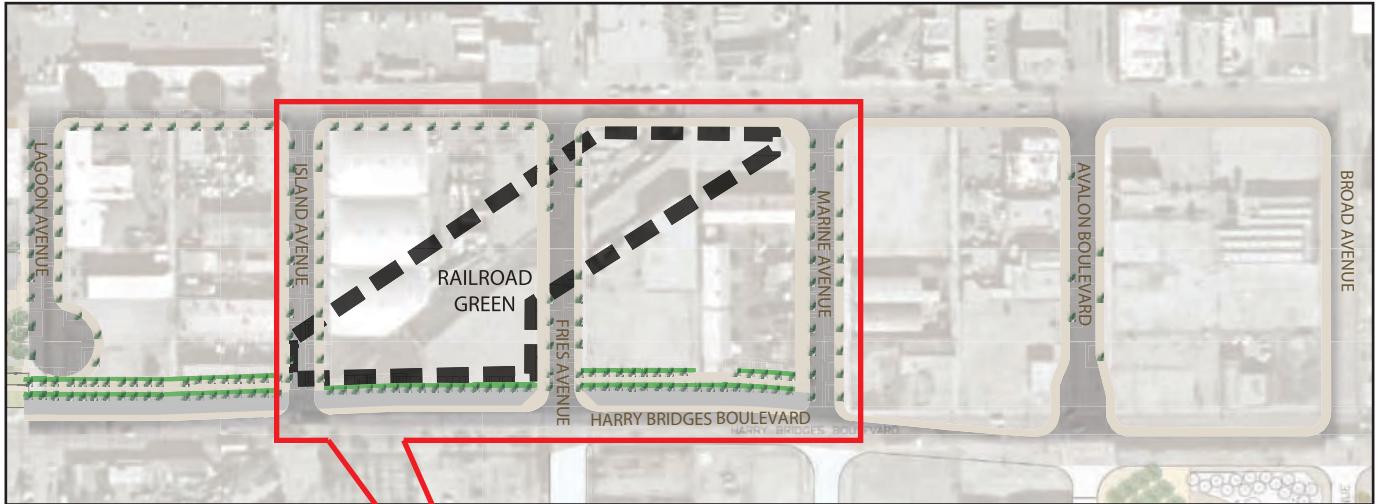 LAGOON AVENUE
ISLAND AVENUE
RAILROAD
GREEN
FRIES AVENUE
MARINE AVENUE
AVALON BOULEVARD
BROAD AVENUE
HARRY BRIDGES BOULEVARD
HARRY BRIDGES BOULEVARD